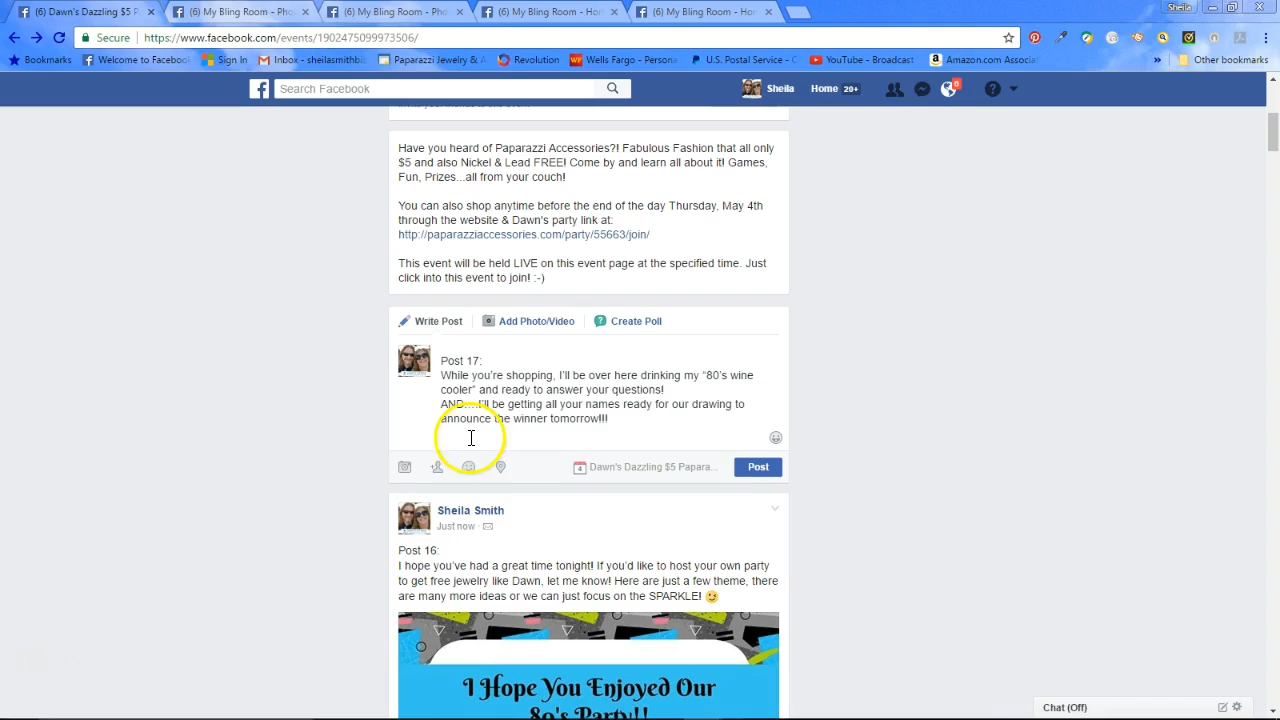 (6) Dawn's Dazzling $5 P
(6) My Bling Room - Pho
(6) My Bling Room - Pho
(6) My Bling Room - Hor
(6) My Bling Room - Hor
Sheila
Secure
https://www.facebook.com/events/1902475099973506/
Bookmarks
Welcome to Facebook
Sign In
Inbox - sheilasmithbi
Paparazzi Jewelry & A
Revolution
Wells Fargo - Persona
U.S. Postal Service - C
YouTube - Broadcast
Amazon.com Associat
Other bookmarks
Search Facebook
Sheila
Home 20+
6
Have you heard of Paparazzi Accessories?! Fabulous Fashion that all only
$5 and also Nickel & Lead FREE! Come by and learn all about it! Games,
Fun, Prizes...all from your couch!
You can also shop anytime before the end of the day Thursday, May 4th
through the website & Dawn's party link at:
http://paparazziaccessories.com/party/55663/join/
This event will be held LIVE on this event page at the specified time. Just
click into this event to join! :-)
Write Post
Add Photo/Video
Create Poll
Post 17:
While you're shopping, I'll be over here drinking my "80's wine
cooler" and ready to answer your questions!
AND....I'll be getting all your names ready for our drawing to
announce the winner tomorrow!!!
4 Dawn's Dazzling $5 Papara...
Post
Sheila Smith
Just now
Post 16:
I hope you've had a great time tonight! If you'd like to host your own party
to get free jewelry like Dawn, let me know! Here are just a few theme, there
are many more ideas or we can just focus on the SPARKLE!
I Hope You Enjoyed Our
80's Party!!
Chat (Off)